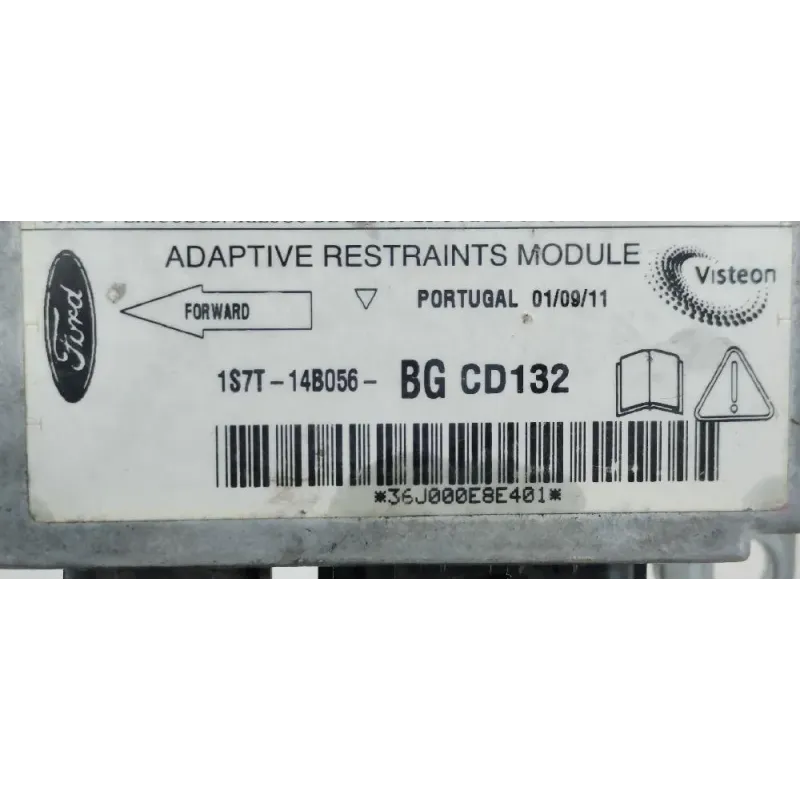 ADAPTIVE RESTRAINTS MODULE
Ford
FORWARD
PORTUGAL 01/09/11
Visteon
1S7T-14B056- BG CD132
*36J000E8E401*